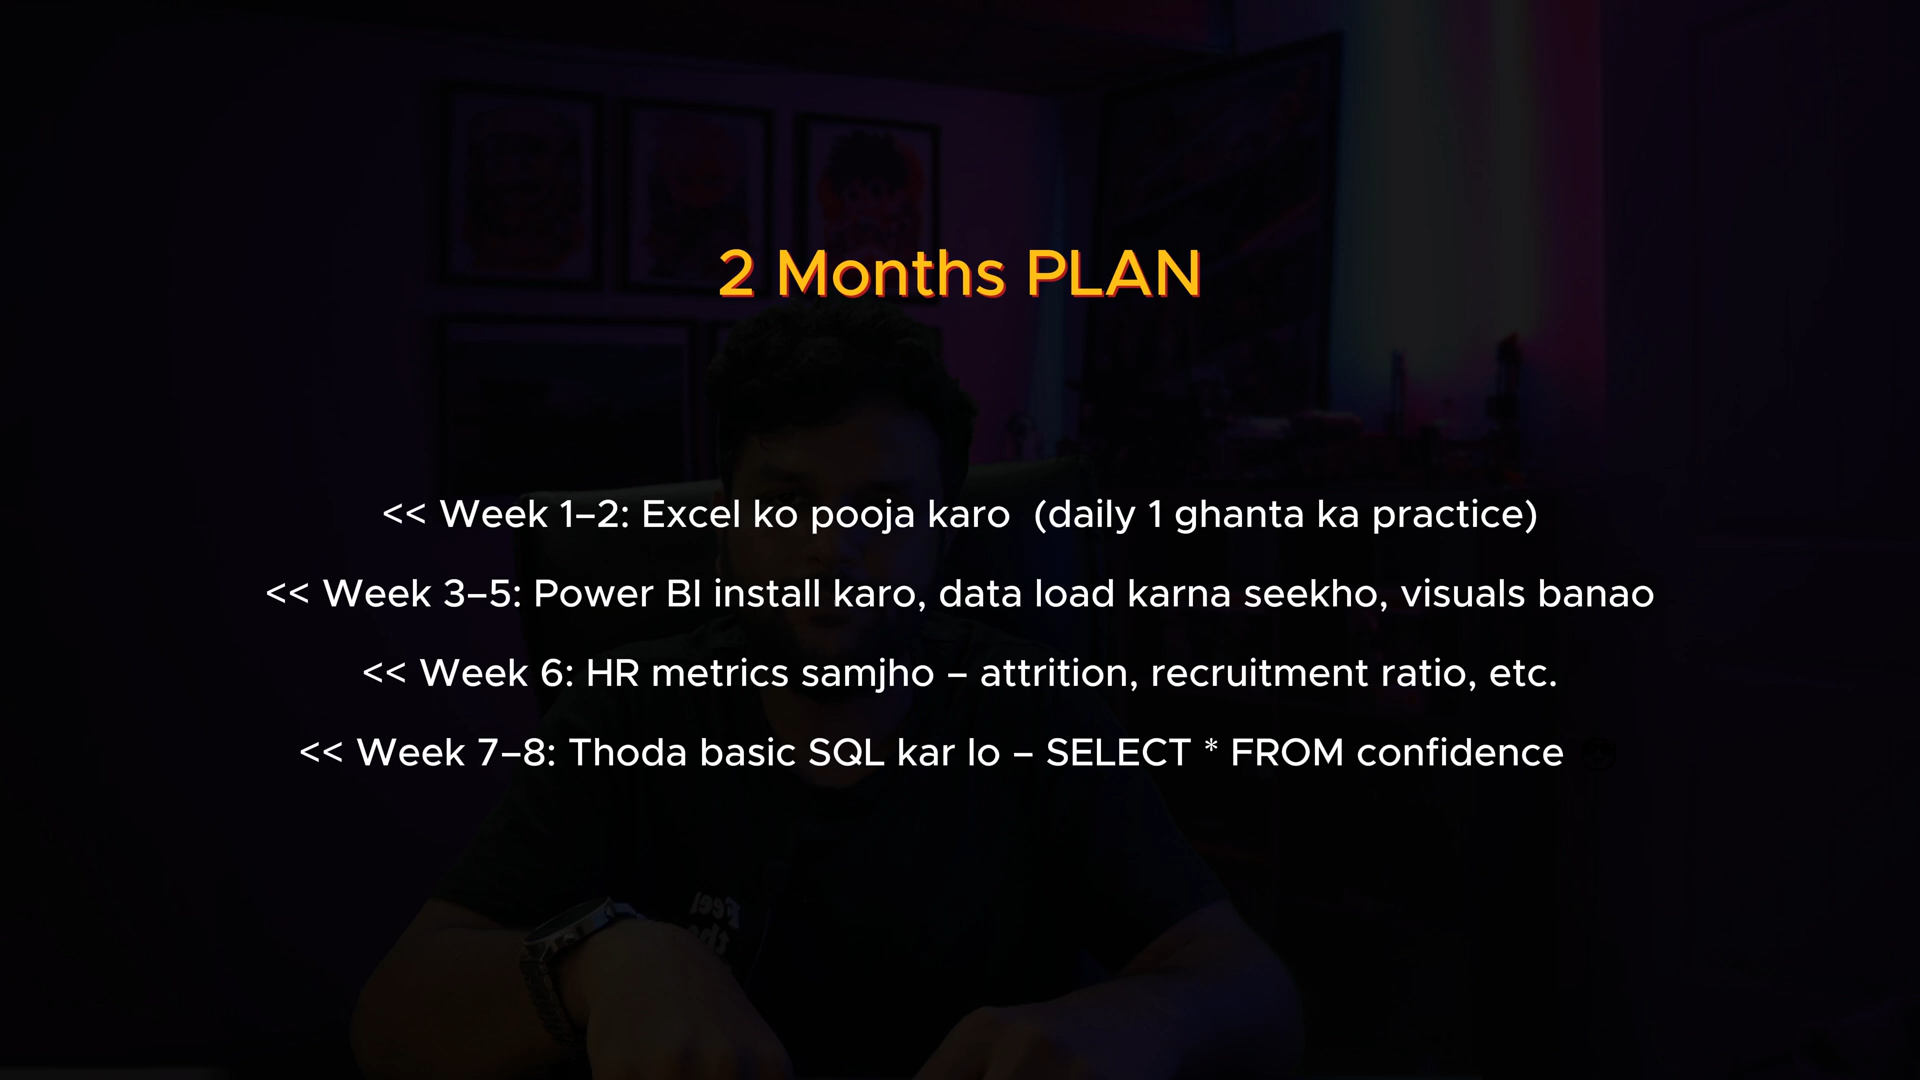 2 Months PLAN
<< Week 1–2: Excel ko pooja karo (daily 1 ghanta ka practice)
<< Week 3–5: Power BI install karo, data load karna seekho, visuals banao
<< Week 6: HR metrics samjho – attrition, recruitment ratio, etc.
<< Week 7–8: Thoda basic SQL kar lo – SELECT * FROM confidence
Feel
the